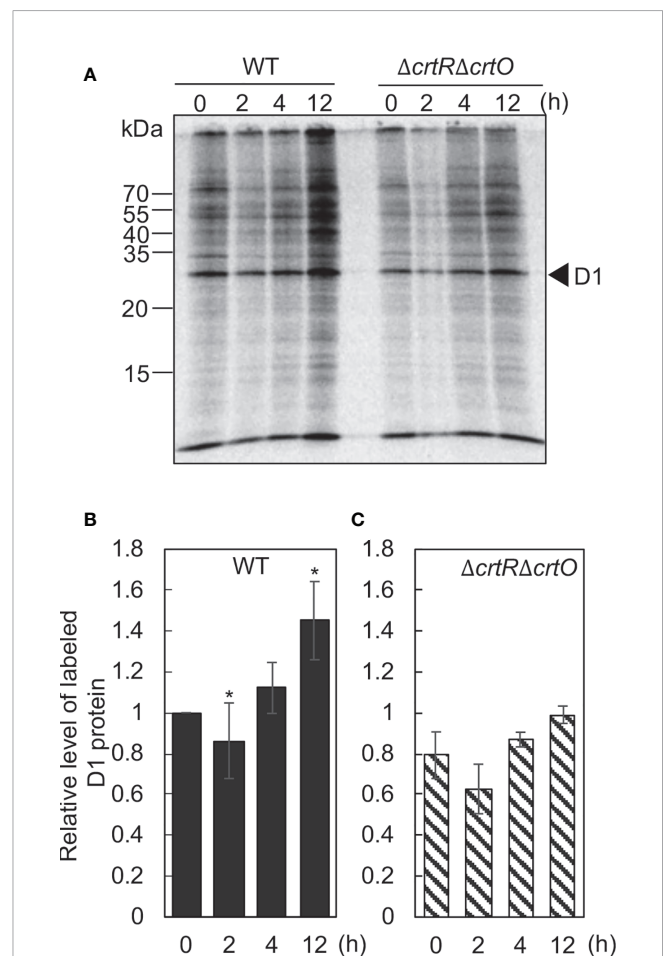 A
WT ΔcrtRΔcrtO
0 2 4 12 0 2 4 12 (h)
kDa
70
55
40
35
D1
20
15
B C
1.8 1.8
WT ΔcrtRΔcrtO
1.6 * 1.6
1.4 1.4
1.2 1.2
* 
1 1
0.8 0.8
0.6 0.6
0.4 0.4
0.2 0.2
0 0
Relative level of labeled
D1 protein
0 2 4 12 (h) 0 2 4 12 (h)